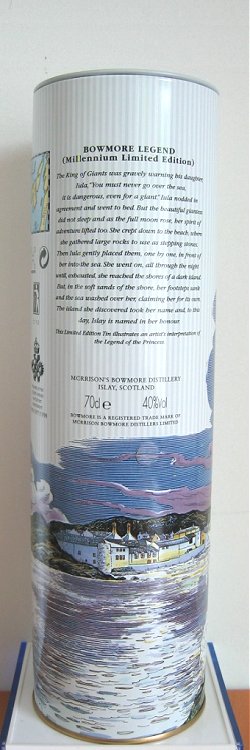 BOWMORE LEGEND
(Millennium Limited Edition)
The King of Giants was gravely warning his daughter,
Iula, "You must never go over the sea.
It is dangerous, even for a giant." Iula nodded in
agreement and went to bed. But the beautiful giantess
did not sleep and as the full moon rose, her spirit of
adventure lifted too. She crept down to the beach, where
she gathered large rocks to use as stepping stones.
Then Iula gently placed them, one by one, in front of
her into the sea. She went on, all through the night
until, exhausted, she reached the shores of a dark island.
But, in the soft sands of the shore, her footsteps sank
and the sea washed over her, claiming her for its own.
The island she discovered took her name and, to this
day, Islay is named in her honour.
This Limited Edition Tin illustrates an artist's interpretation of
the Legend of the Princess
MORRISON'S BOWMORE DISTILLERY
ISLAY, SCOTLAND
70cl e 40%vol
BOWMORE IS A REGISTERED TRADE MARK OF
MORRISON BOWMORE DISTILLERS LIMITED